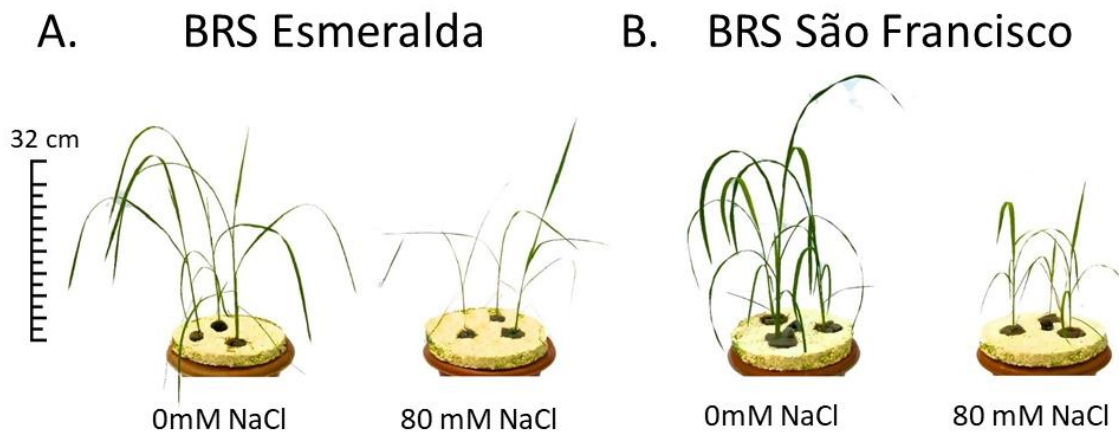 A. BRS Esmeralda
B. BRS São Francisco
32 cm
0mM NaCl
80 mM NaCl
0mM NaCl
80 mM NaCl